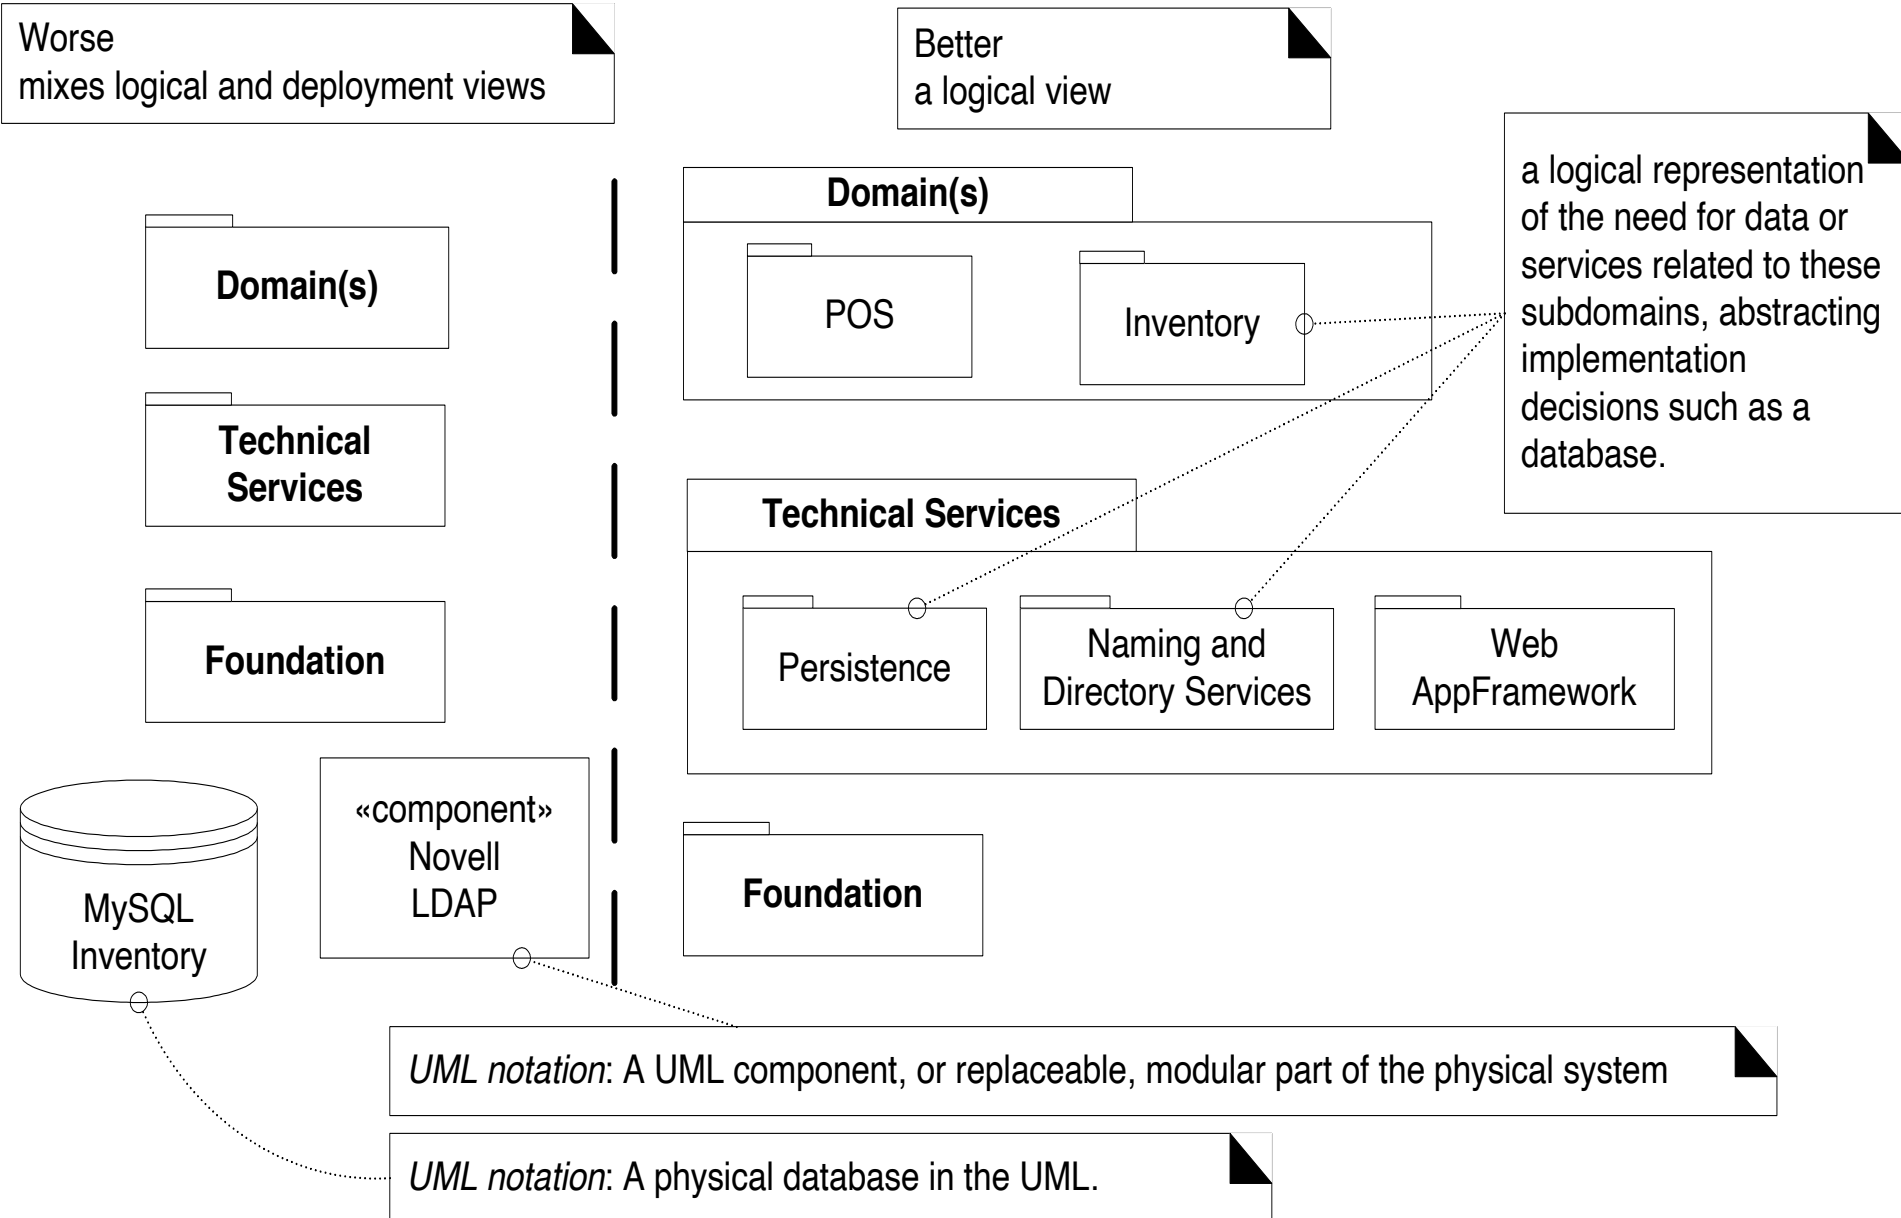 Worse
mixes logical and deployment views
Better
a logical view
a logical representation
of the need for data or
services related to these
subdomains, abstracting
implementation
decisions such as a
database.
Domain(s)
Technical
Services
Foundation
MySQL
Inventory
«component»
Novell
LDAP
Domain(s)
POS
Inventory
Technical Services
Persistence
Naming and
Directory Services
Web
AppFramework
Foundation
UML notation: A UML component, or replaceable, modular part of the physical system
UML notation: A physical database in the UML.